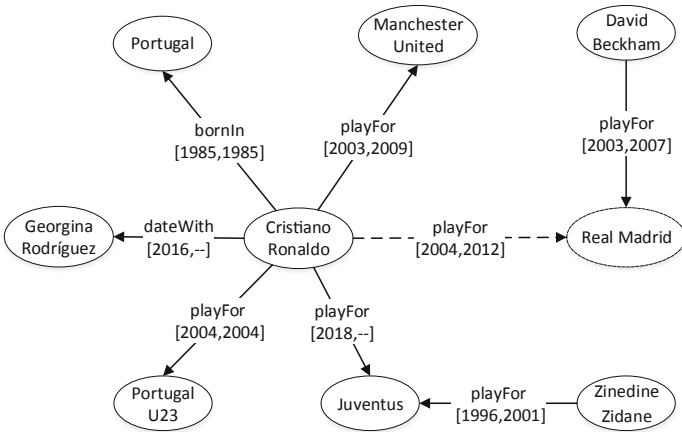 Portugal
Manchester
United
David
Beckham
bornIn
[1985,1985]
playFor
[2003,2009]
playFor
[2003,2007]
Georgina
Rodríguez
dateWith
[2016,--]
Cristiano
Ronaldo
playFor
[2004,2012]
Real Madrid
playFor
[2004,2004]
playFor
[2018,--]
Portugal
U23
Juventus
playFor
[1996,2001]
Zinedine
Zidane